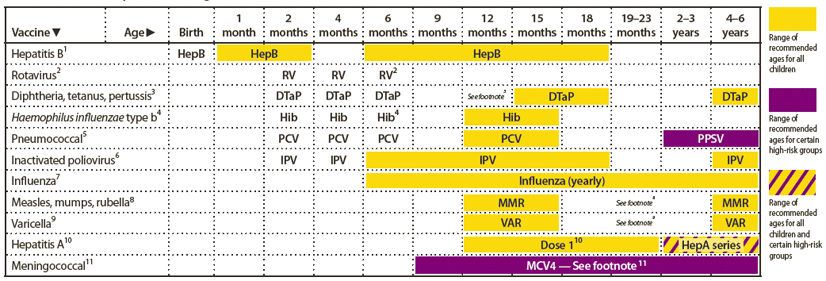 Vaccine▼ Age► Birth 1 month 2 months 4 months 6 months 9 months 12 months 15 months 18 months 19–23 months 2–3 years 4–6 years
Hepatitis B1 HepB HepB HepB
Rotavirus2 RV RV RV2
Diphtheria, tetanus, pertussis3 DTaP DTaP DTaP See footnote3 DTaP DTaP
Haemophilus influenzae type b4 Hib Hib Hib4 Hib
Pneumococcal5 PCV PCV PCV PCV PPSV
Inactivated poliovirus6 IPV IPV IPV IPV
Influenza7 Influenza (yearly)
Measles, mumps, rubella8 MMR See footnote8 MMR
Varicella9 VAR See footnote9 VAR
Hepatitis A10 Dose 110 HepA series
Meningococcal11 MCV4 — See footnote 11
Range of
recommended
ages for all
children
Range of
recommended
ages for certain
high-risk groups
Range of
recommended
ages for all
children and
certain high-risk
groups